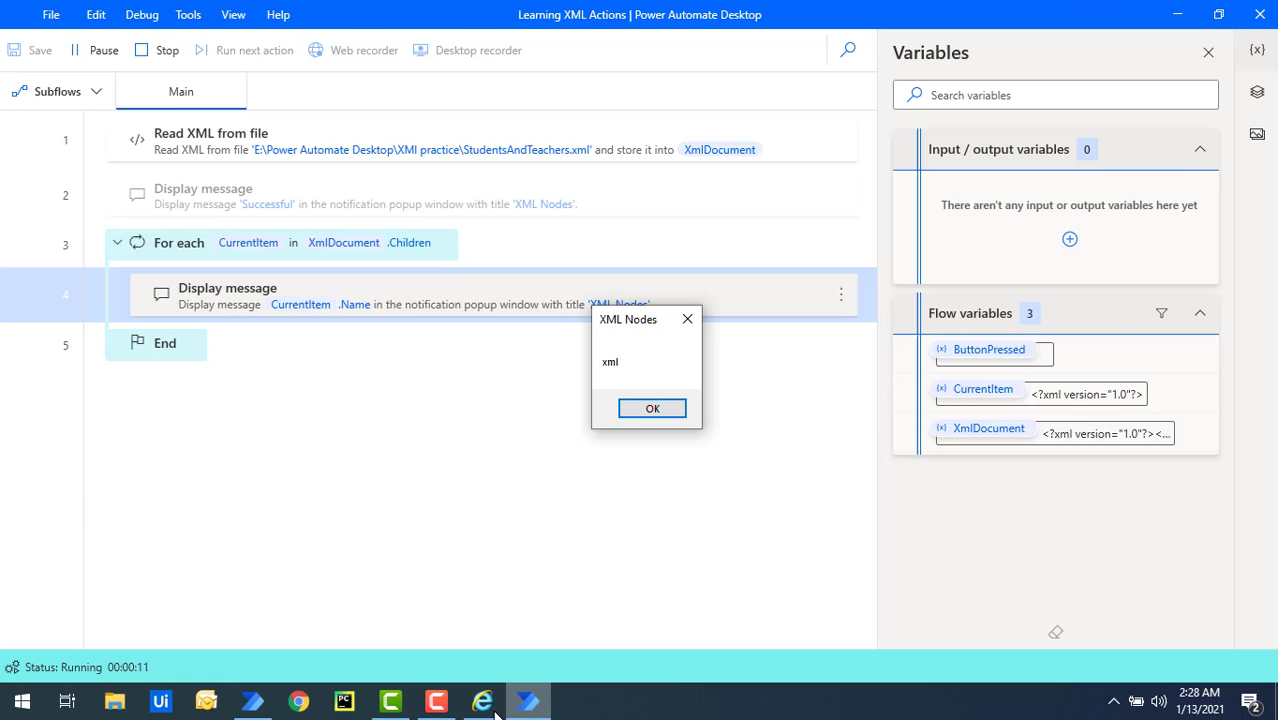 File Edit Debug Tools View Help Learning XML Actions | Power Automate Desktop
Save Pause Stop Run next action Web recorder Desktop recorder
Subflows Main
1 Read XML from file
Read XML from file 'E:\Power Automate Desktop\XMl practice\StudentsAndTeachers.xml' and store it into XmlDocument
2 Display message
Display message 'Successful' in the notification popup window with title 'XML Nodes'.
3 For each CurrentItem in XmlDocument .Children
4 Display message
Display message CurrentItem .Name in the notification popup window with title 'XML Nodes'
5 End
XML Nodes
xml
OK
Variables
{x}
Search variables
Input / output variables 0
There aren't any input or output variables here yet
Flow variables 3
(x) ButtonPressed
(x) CurrentItem <?xml version="1.0"?>
(x) XmlDocument <?xml version="1.0"?><...
Status: Running 00:00:11
Ui
PC
2:28 AM
1/13/2021
2